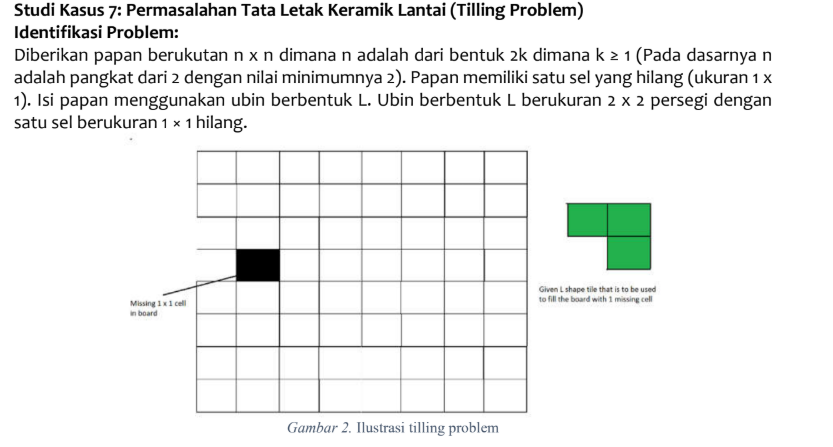 Studi Kasus 7: Permasalahan Tata Letak Keramik Lantai (Tilling Problem)
Identifikasi Problem:
Diberikan papan berukutan n x n dimana n adalah dari bentuk 2k dimana k ≥ 1 (Pada dasarnya n
adalah pangkat dari 2 dengan nilai minimumnya 2). Papan memiliki satu sel yang hilang (ukuran 1 x
1). Isi papan menggunakan ubin berbentuk L. Ubin berbentuk L berukuran 2 x 2 persegi dengan
satu sel berukuran 1 × 1 hilang.
Missing 1 x 1 cell
in board
Given L shape tile that is to be used
to fill the board with 1 missing cell
Gambar 2. Ilustrasi tilling problem